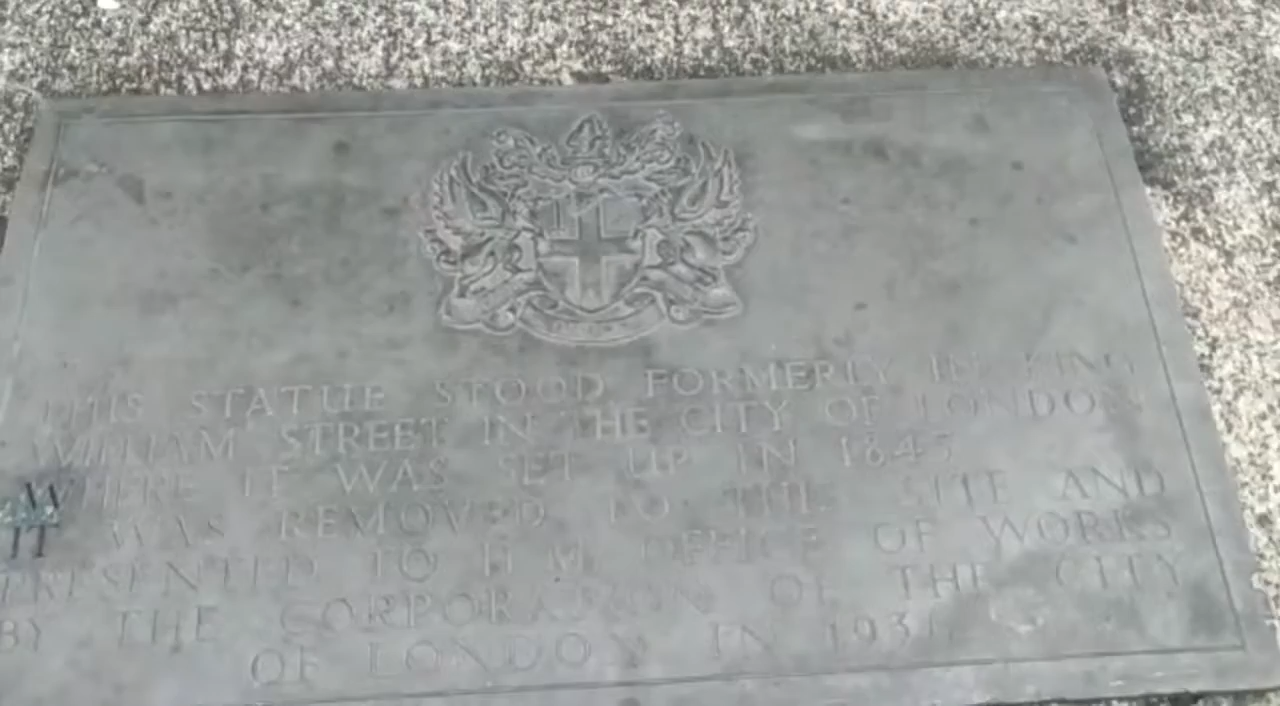 THIS STATUE STOOD FORMERLY IN KING
WILLIAM STREET IN THE CITY OF LONDON
WHERE IT WAS SET UP IN 1845
IT WAS REMOVED TO THIS SITE AND
PRESENTED TO H M OFFICE OF WORKS
BY THE CORPORATION OF THE CITY
OF LONDON IN